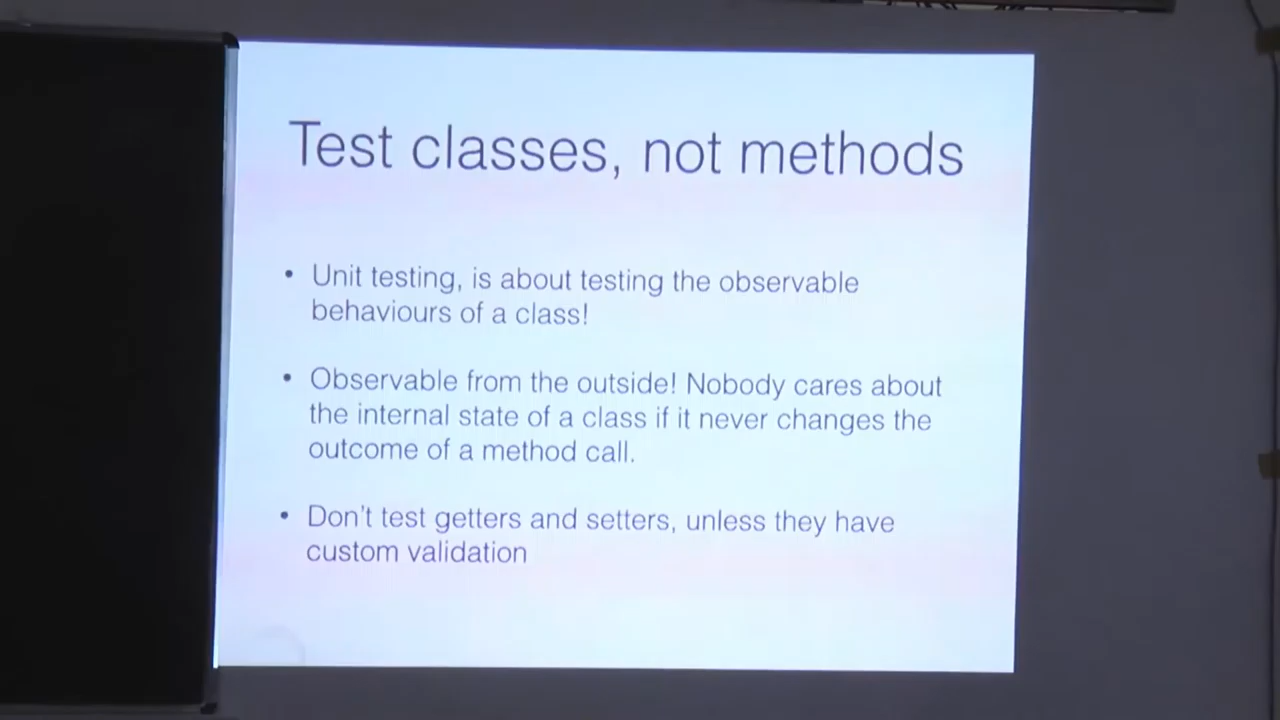 Test classes, not methods
• Unit testing, is about testing the observable
behaviours of a class!
• Observable from the outside! Nobody cares about
the internal state of a class if it never changes the
outcome of a method call.
• Don't test getters and setters, unless they have
custom validation